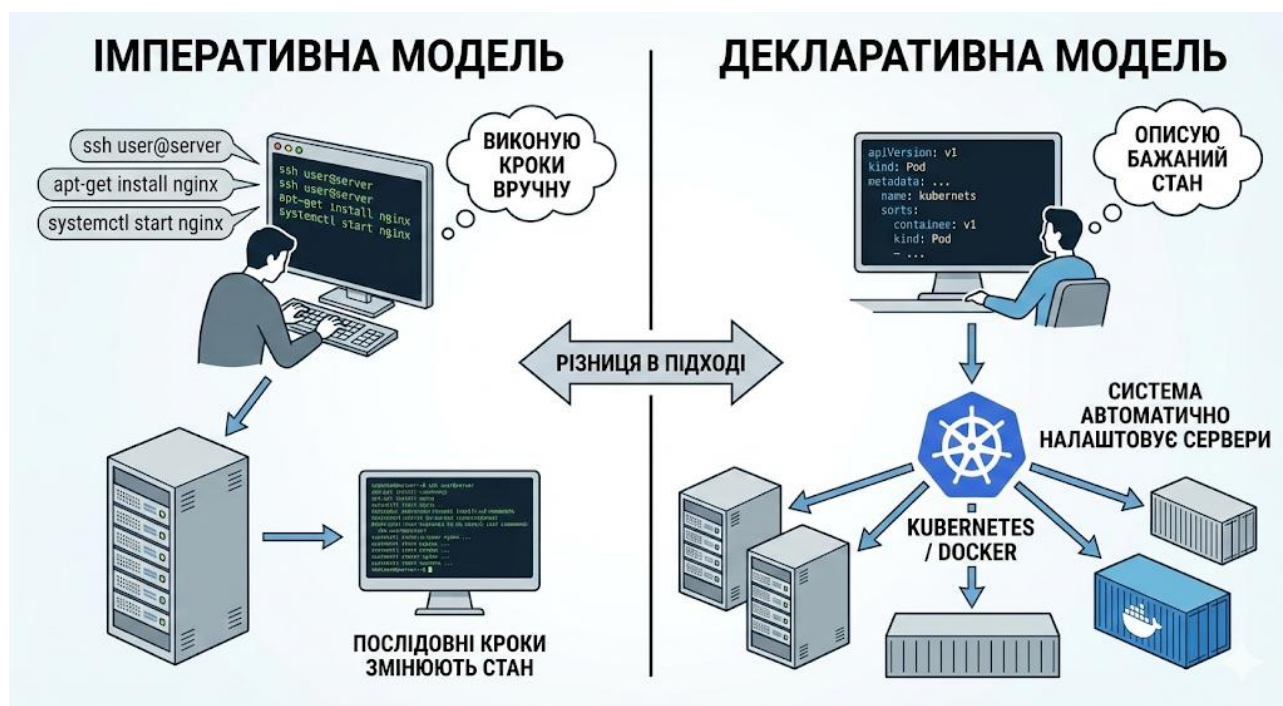 ІМПЕРАТИВНА МОДЕЛЬ
ssh user@server
apt-get install nginx
systemctl start nginx
ssh user@server
ssh user@server
apt-get install nginx
systemctl start nginx
ВИКОНУЮ
КРОКИ
ВРУЧНУ
ПОСЛІДОВНІ КРОКИ
ЗМІНЮЮТЬ СТАН
РІЗНИЦЯ В ПІДХОДІ
ДЕКЛАРАТИВНА МОДЕЛЬ
apiVersion: v1
kind: Pod
metadata: ...
name: kubernets
sorts:
containee: v1
kind: Pod
– ...
ОПИСУЮ
БАЖАНИЙ
СТАН
СИСТЕМА
АВТОМАТИЧНО
НАЛАШТОВУЄ СЕРВЕРИ
KUBERNETES
/ DOCKER